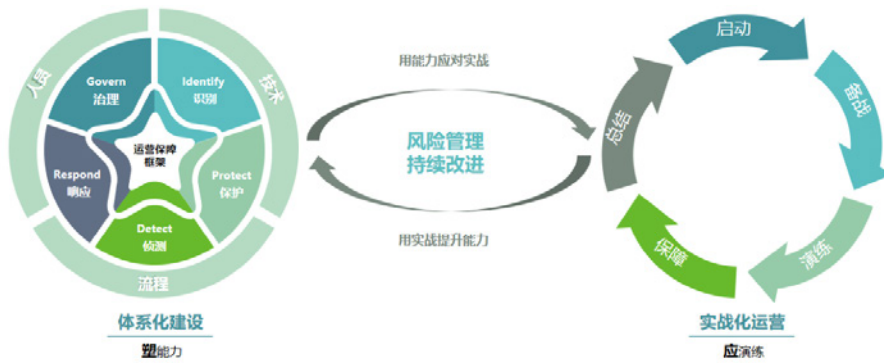 人员
技术
流程
Govern
治理
Identify
识别
Protect
保护
Detect
侦测
Respond
响应
运营保障
框架
体系化建设
塑能力
用能力应对实战
风险管理
持续改进
用实战提升能力
启动
备战
演练
保障
总结
实战化运营
应演练